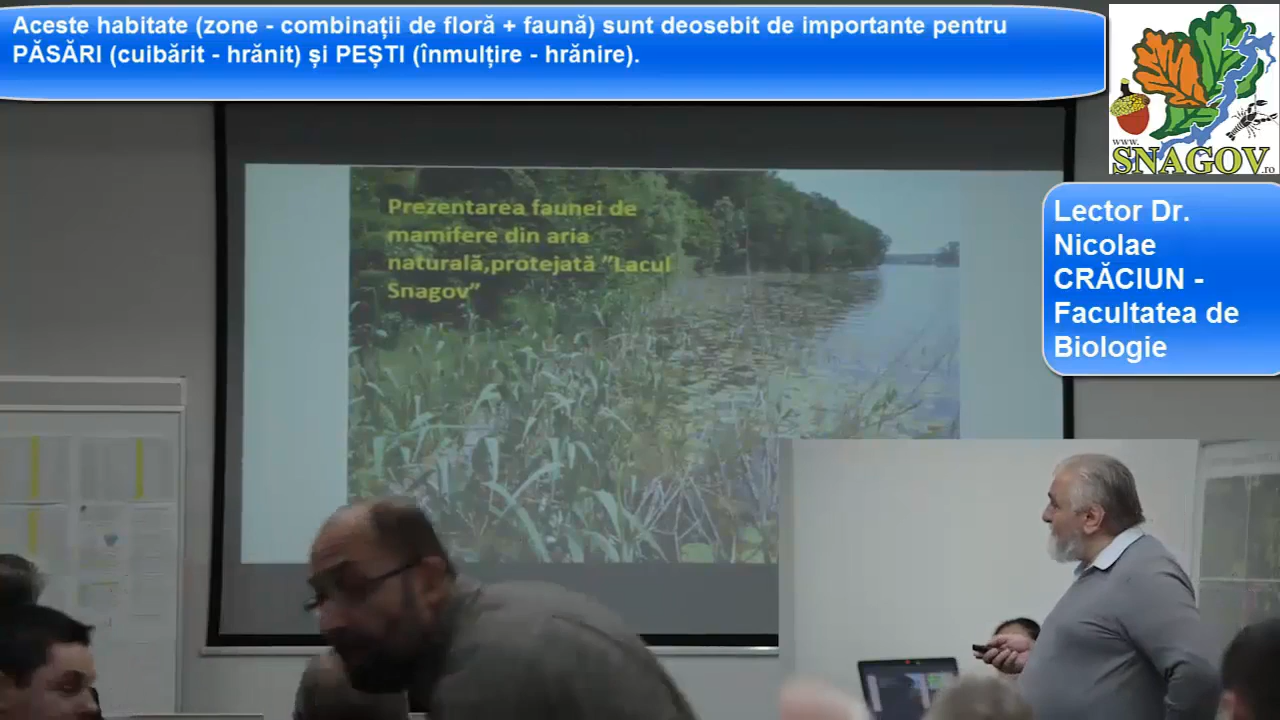 Aceste habitate (zone - combinații de floră + faună) sunt deosebit de importante pentru
PĂSĂRI (cuibărit - hrănit) și PEȘTI (înmulțire - hrănire).
www.
SNAGOV.ro
Lector Dr.
Nicolae
CRĂCIUN -
Facultatea de
Biologie
Prezentarea faunei de
mamifere din aria
naturală,protejată ”Lacul
Snagov”